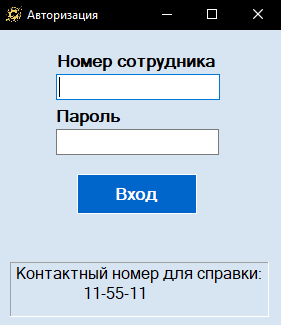 Авторизация
Номер сотрудника
Пароль
Вход
Контактный номер для справки:
11-55-11